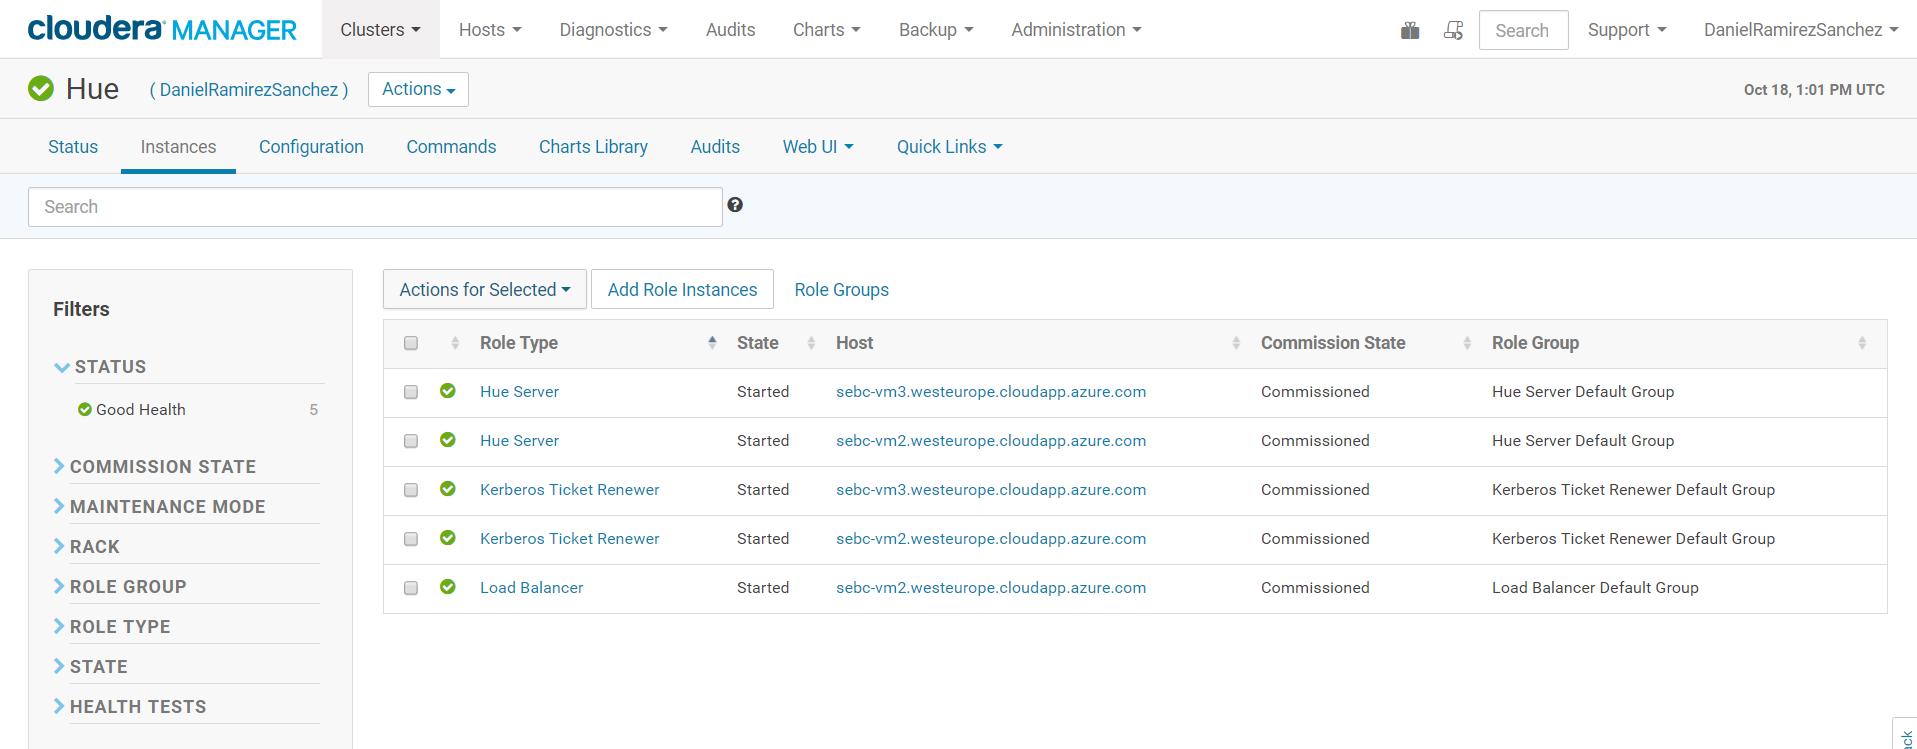 cloudera MANAGER Clusters Hosts Diagnostics Audits Charts Backup Administration Search Support DanielRamirezSanchez
Hue ( DanielRamirezSanchez ) Actions Oct 18, 1:01 PM UTC
Status Instances Configuration Commands Charts Library Audits Web UI Quick Links
Search ?
Filters
STATUS
Good Health 5
COMMISSION STATE
MAINTENANCE MODE
RACK
ROLE GROUP
ROLE TYPE
STATE
HEALTH TESTS
Actions for Selected Add Role Instances Role Groups
Role Type State Host Commission State Role Group
Hue Server Started sebc-vm3.westeurope.cloudapp.azure.com Commissioned Hue Server Default Group
Hue Server Started sebc-vm2.westeurope.cloudapp.azure.com Commissioned Hue Server Default Group
Kerberos Ticket Renewer Started sebc-vm3.westeurope.cloudapp.azure.com Commissioned Kerberos Ticket Renewer Default Group
Kerberos Ticket Renewer Started sebc-vm2.westeurope.cloudapp.azure.com Commissioned Kerberos Ticket Renewer Default Group
Load Balancer Started sebc-vm2.westeurope.cloudapp.azure.com Commissioned Load Balancer Default Group